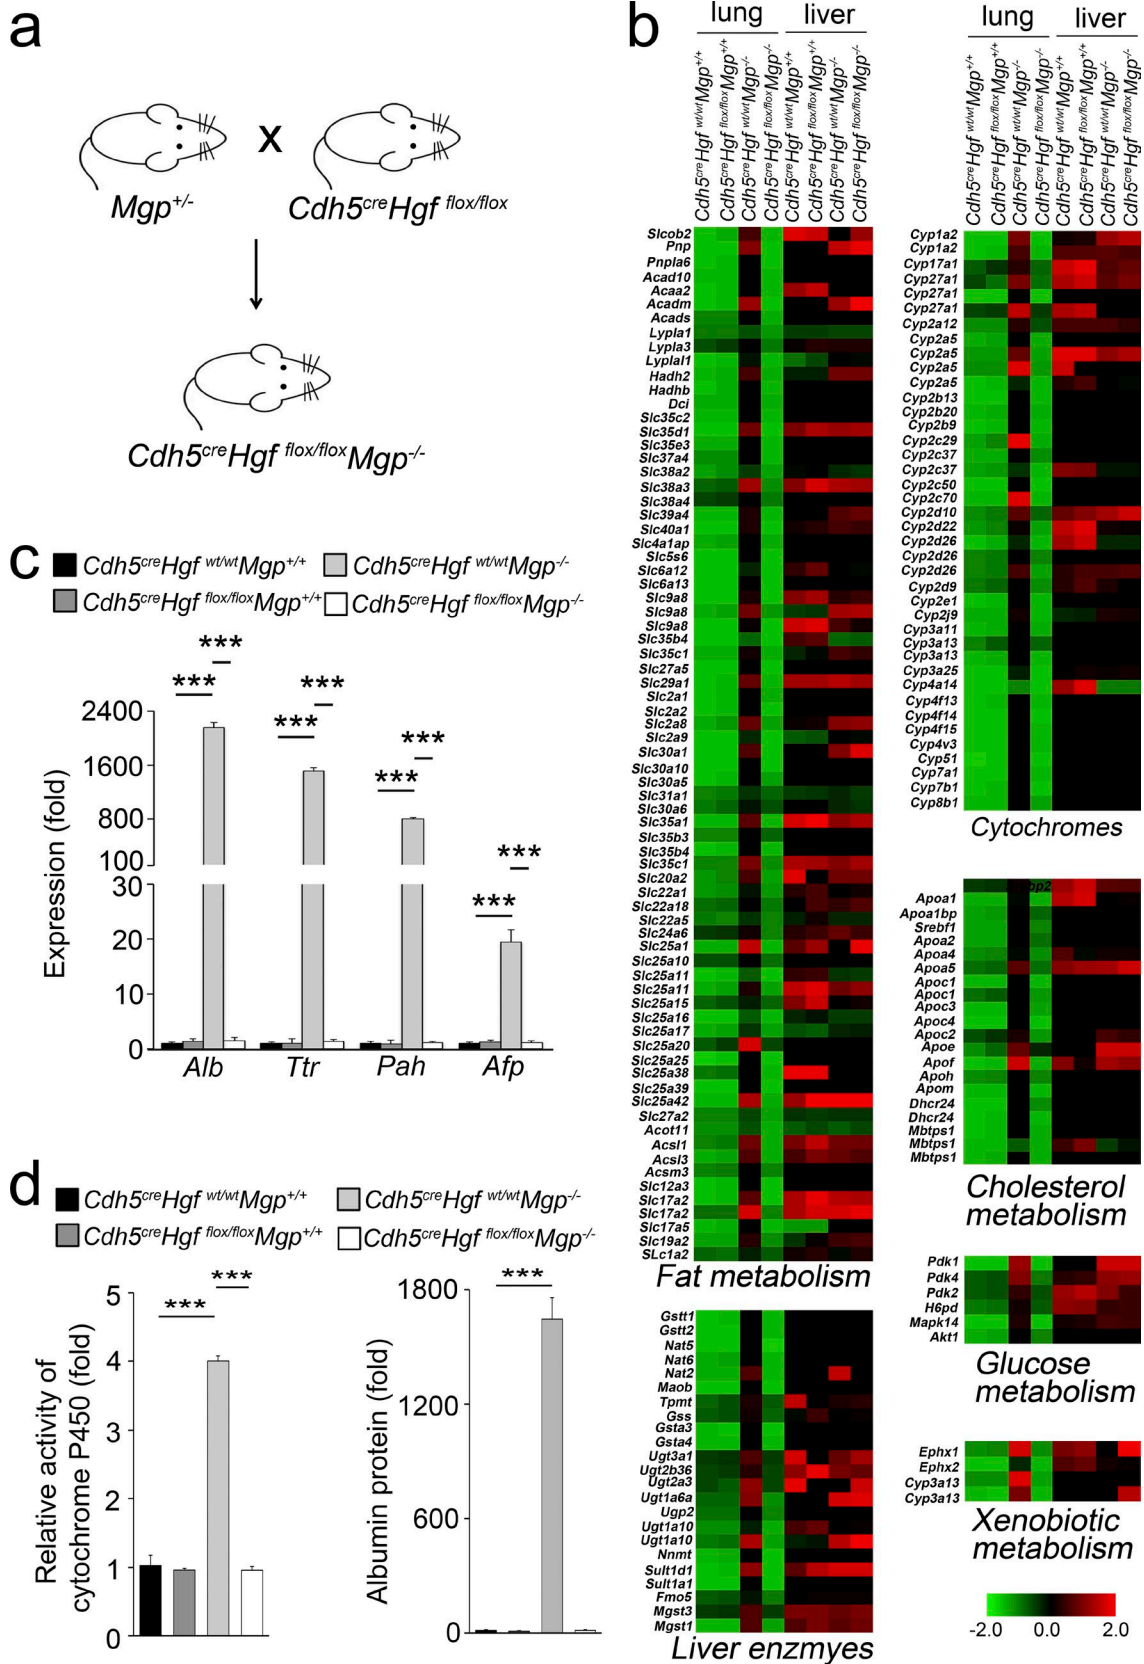 a
X
Mgp+/-
Cdh5creHgf flox/flox
Cdh5creHgf flox/floxMgp-/-
b
lung
liver
Cdh5creHgf wt/wtMgp+/+
Cdh5creHgf flox/floxMgp+/+
Cdh5creHgf wt/wtMgp-/-
Cdh5creHgf flox/floxMgp-/-
Cdh5creHgf wt/wtMgp+/+
Cdh5creHgf flox/floxMgp+/+
Cdh5creHgf wt/wtMgp-/-
Cdh5creHgf flox/floxMgp-/-
Slcob2
Pnp
Pnpla6
Acad10
Acaa2
Acadm
Acads
Lypla1
Lypla3
Lyplal1
Hadh2
Hadhb
Dci
Slc35c2
Slc35d1
Slc35e3
Slc37a4
Slc38a2
Slc38a3
Slc38a4
Slc39a4
Slc40a1
Slc4a1ap
Slc5s6
Slc6a12
Slc6a13
Slc9a8
Slc9a8
Slc9a8
Slc35b4
Slc35c1
Slc27a5
Slc29a1
Slc2a1
Slc2a2
Slc2a8
Slc2a9
Slc30a1
Slc30a10
Slc30a5
Slc31a1
Slc30a6
Slc35a1
Slc35b3
Slc35b4
Slc35c1
Slc20a2
Slc22a1
Slc22a18
Slc22a5
Slc24a6
Slc25a1
Slc25a10
Slc25a11
Slc25a11
Slc25a15
Slc25a16
Slc25a17
Slc25a20
Slc25a25
Slc25a38
Slc25a39
Slc25a42
Slc27a2
Acot11
Acsl1
Acsl3
Acsm3
Slc12a3
Slc17a2
Slc17a2
Slc17a5
Slc19a2
SLc1a2
Fat metabolism
Gstt1
Gstt2
Nat5
Nat6
Nat2
Maob
Tpmt
Gss
Gsta3
Gsta4
Ugt3a1
Ugt2b36
Ugt2a3
Ugt1a6a
Ugp2
Ugt1a10
Ugt1a10
Nnmt
Sult1d1
Sult1a1
Fmo5
Mgst3
Mgst1
Liver enzmyes
lung
liver
Cdh5creHgf wt/wtMgp+/+
Cdh5creHgf flox/floxMgp+/+
Cdh5creHgf wt/wtMgp-/-
Cdh5creHgf flox/floxMgp-/-
Cdh5creHgf wt/wtMgp+/+
Cdh5creHgf flox/floxMgp+/+
Cdh5creHgf wt/wtMgp-/-
Cdh5creHgf flox/floxMgp-/-
Cyp1a2
Cyp1a2
Cyp17a1
Cyp27a1
Cyp27a1
Cyp27a1
Cyp2a12
Cyp2a5
Cyp2a5
Cyp2a5
Cyp2a5
Cyp2b13
Cyp2b20
Cyp2b9
Cyp2c29
Cyp2c37
Cyp2c37
Cyp2c50
Cyp2c70
Cyp2d10
Cyp2d22
Cyp2d26
Cyp2d26
Cyp2d26
Cyp2d9
Cyp2e1
Cyp2j9
Cyp3a11
Cyp3a13
Cyp3a13
Cyp3a25
Cyp4a14
Cyp4f13
Cyp4f14
Cyp4f15
Cyp4v3
Cyp51
Cyp7a1
Cyp7b1
Cyp8b1
Cytochromes
Apoa1
Apoa1bp
Srebf1
Apoa2
Apoa4
Apoa5
Apoc1
Apoc1
Apoc3
Apoc4
Apoc2
Apoe
Apof
Apoh
Apom
Dhcr24
Dhcr24
Mbtps1
Mbtps1
Mbtps1
Cholesterol
metabolism
Pdk1
Pdk4
Pdk2
H6pd
Mapk14
Akt1
Glucose
metabolism
Ephx1
Ephx2
Cyp3a13
Cyp3a13
Xenobiotic
metabolism
-2.0 0.0 2.0
c
Cdh5creHgf wt/wtMgp+/+
Cdh5creHgf wt/wtMgp-/-
Cdh5creHgf flox/floxMgp+/+
Cdh5creHgf flox/floxMgp-/-
Expression (fold)
2400
1600
800
100
30
20
10
0
***
***
***
***
***
***
***
***
Alb Ttr Pah Afp
d
Cdh5creHgf wt/wtMgp+/+
Cdh5creHgf wt/wtMgp-/-
Cdh5creHgf flox/floxMgp+/+
Cdh5creHgf flox/floxMgp-/-
Relative activity of
cytochrome P450 (fold)
5
4
3
2
1
0
***
***
Albumin protein (fold)
1800
1200
600
0
***